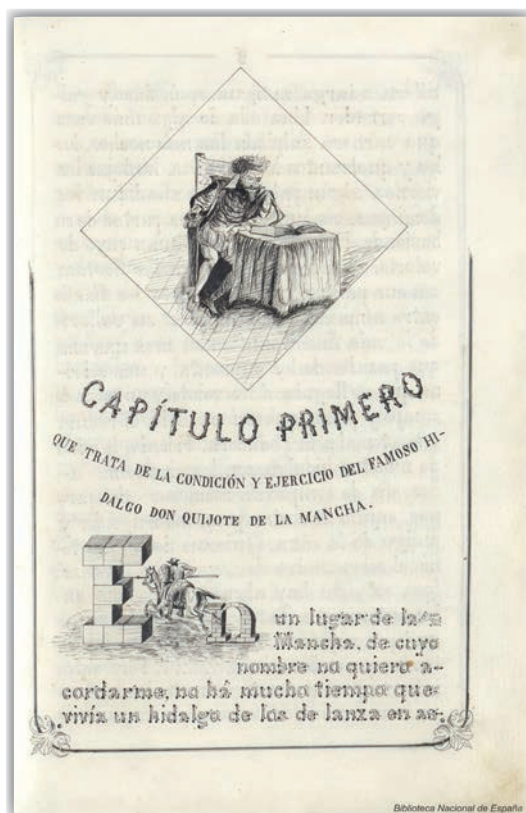 CAPÍTULO PRIMERO
QUE TRATA DE LA CONDICIÓN Y EJERCICIO DEL FAMOSO HI-
DALGO DON QUIJOTE DE LA MANCHA.
En un lugar de la
Mancha, de cuyo
nombre no quiero a-
cordarme, no há mucho tiempo que
vivía un hidalgo de los de lanza en as-
Biblioteca Nacional de España